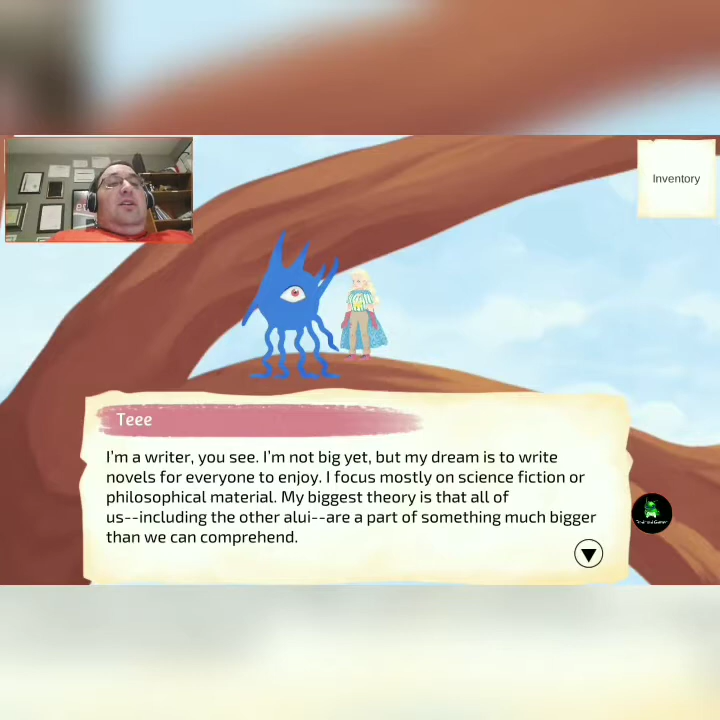 Inventory
Teee
I'm a writer, you see. I'm not big yet, but my dream is to write
novels for everyone to enjoy. I focus mostly on science fiction or
philosophical material. My biggest theory is that all of
us--including the other alui--are a part of something much bigger
than we can comprehend.